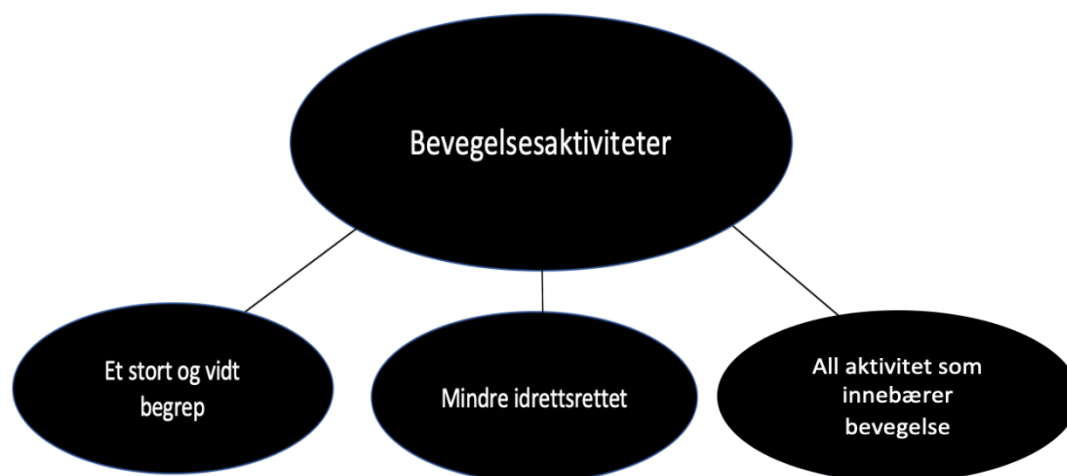 Bevegelsesaktiviteter
Et stort og vidt
begrep
Mindre idrettsrettet
All aktivitet som
innebærer
bevegelse